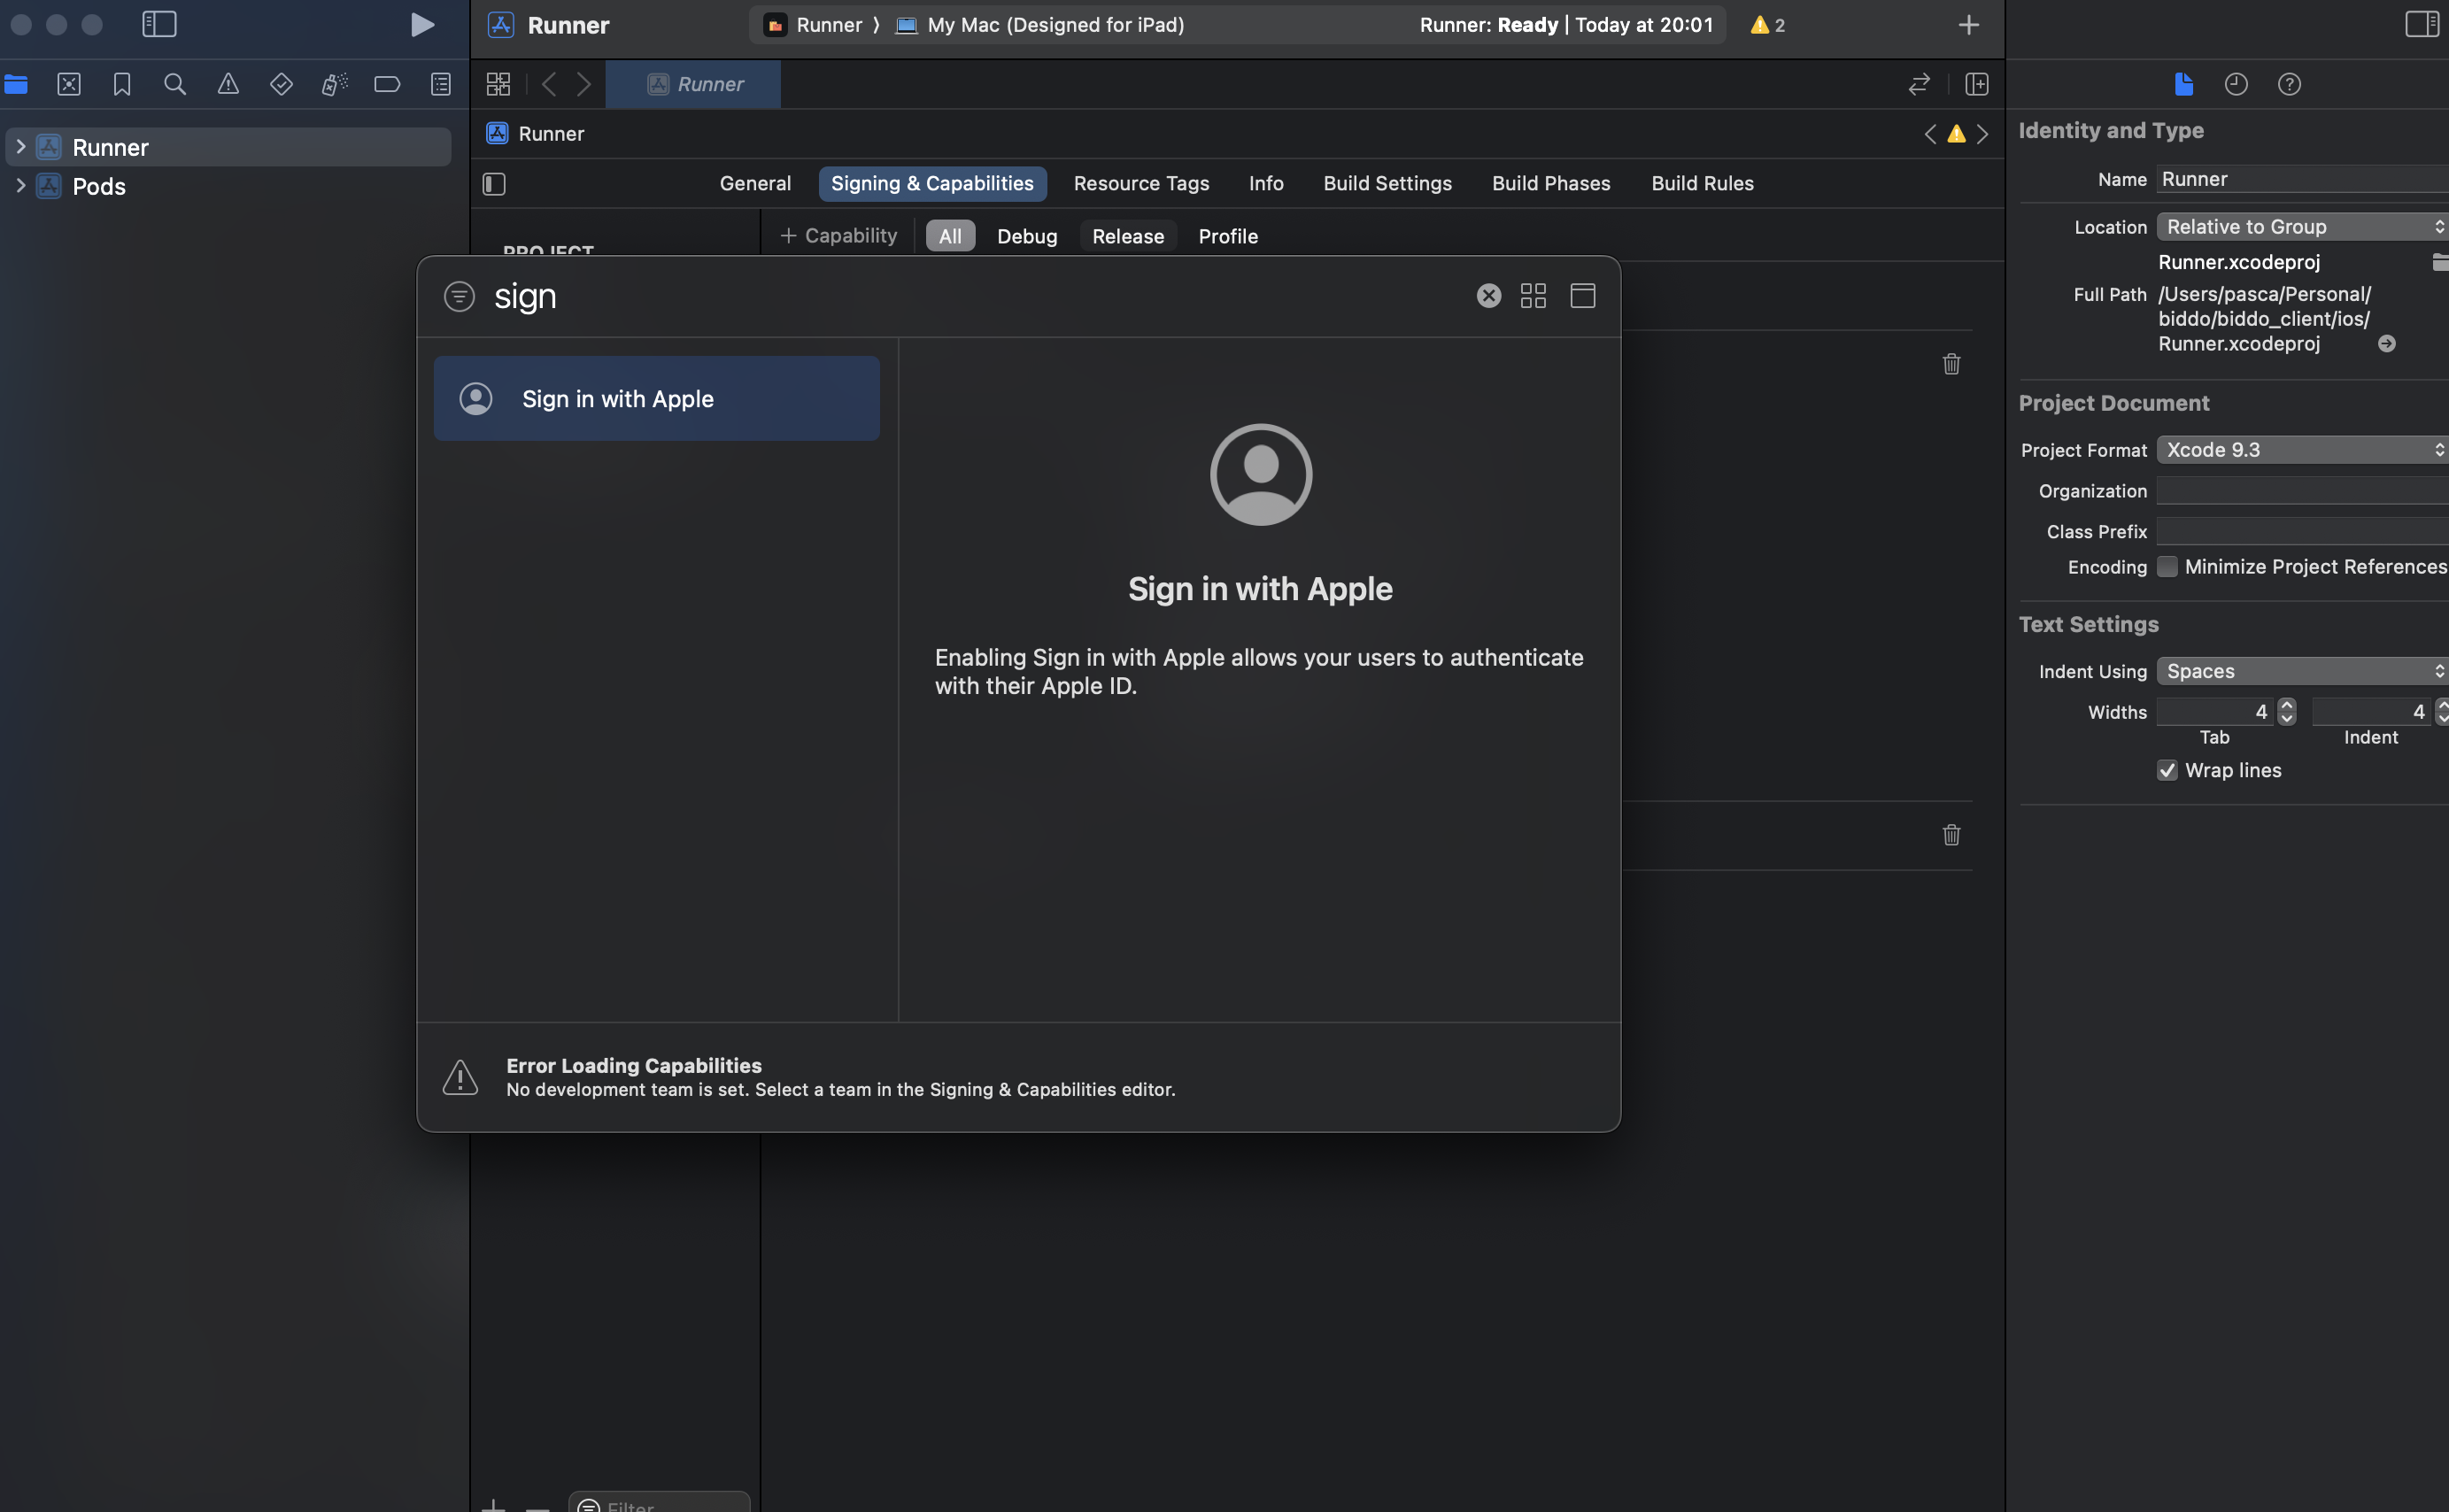 Runner
Runner
My Mac (Designed for iPad)
Runner: Ready | Today at 20:01
2
Runner
Runner
Pods
Runner
General
Signing & Capabilities
Resource Tags
Info
Build Settings
Build Phases
Build Rules
PROJECT
Capability
All
Debug
Release
Profile
sign
Sign in with Apple
Sign in with Apple
Enabling Sign in with Apple allows your users to authenticate
with their Apple ID.
Error Loading Capabilities
No development team is set. Select a team in the Signing & Capabilities editor.
Filter
Identity and Type
Name Runner
Location Relative to Group
Runner.xcodeproj
Full Path /Users/pasca/Personal/
biddo/biddo_client/ios/
Runner.xcodeproj
Project Document
Project Format Xcode 9.3
Organization
Class Prefix
Encoding Minimize Project References
Text Settings
Indent Using Spaces
Widths 4 4
Tab Indent
Wrap lines